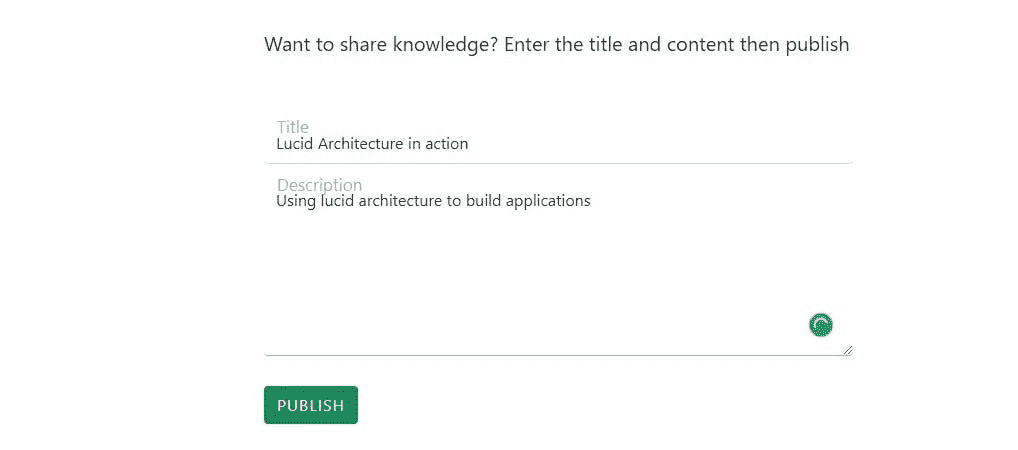 Want to share knowledge? Enter the title and content then publish
Title
Lucid Architecture in action
Description
Using lucid architecture to build applications
PUBLISH